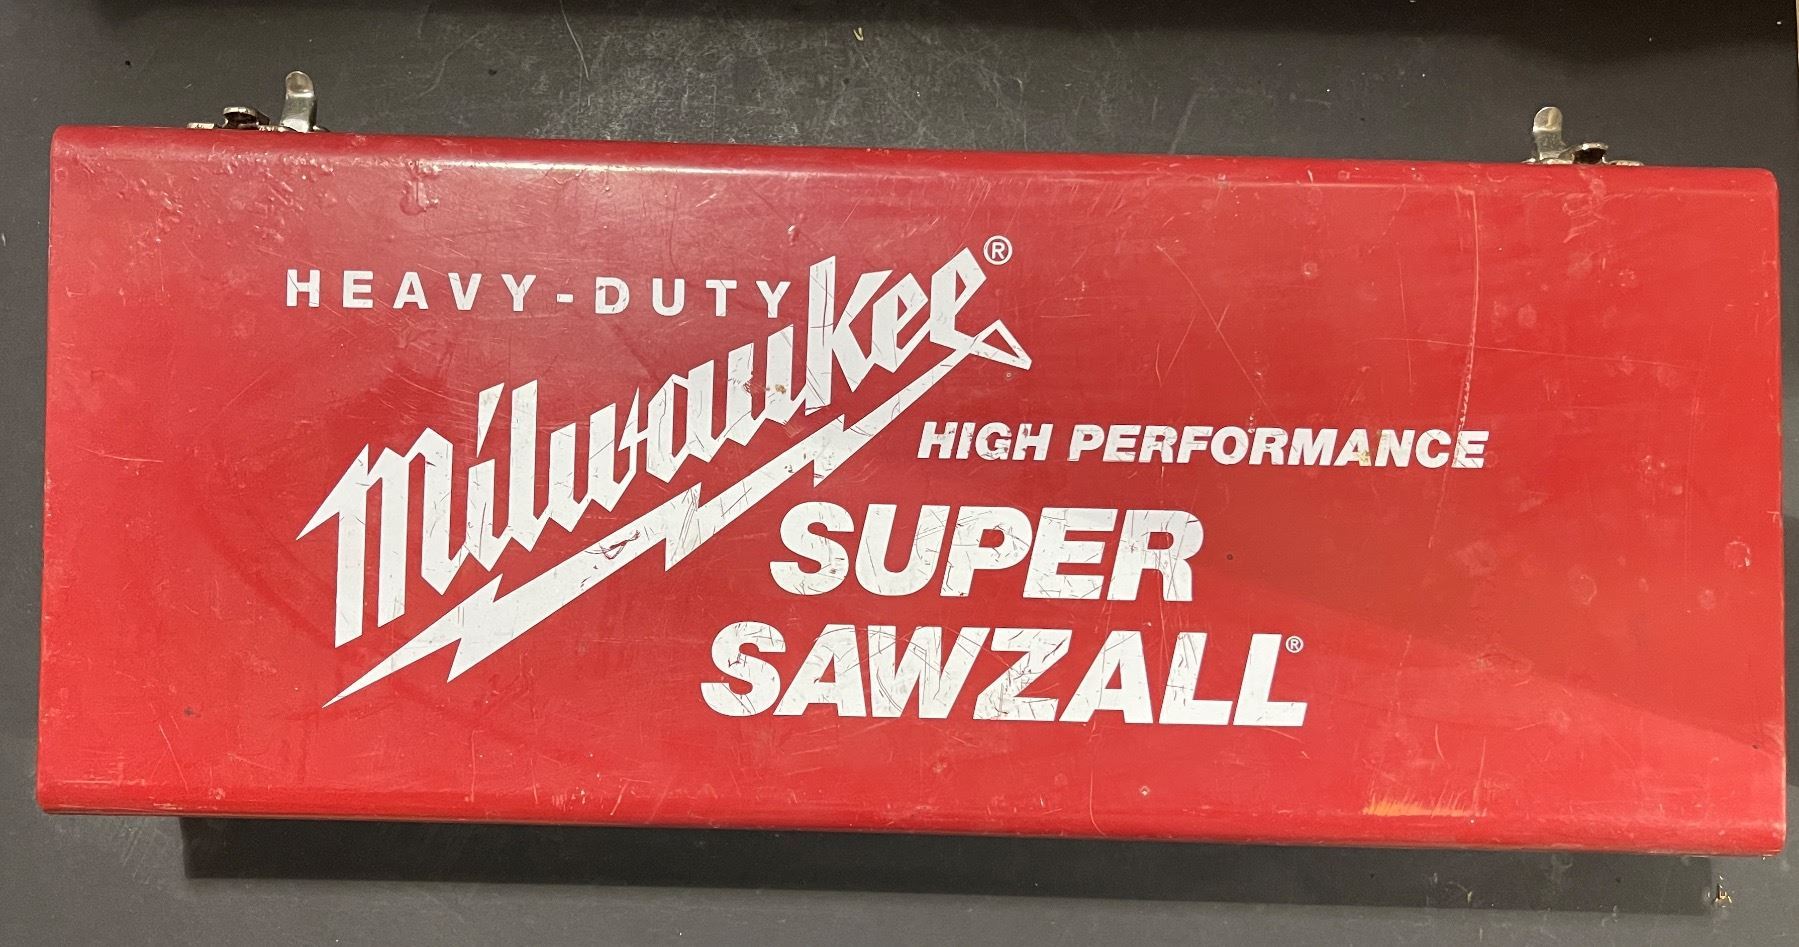 HEAVY-DUTY
Milwaukee®
HIGH PERFORMANCE
SUPER
SAWZALL®